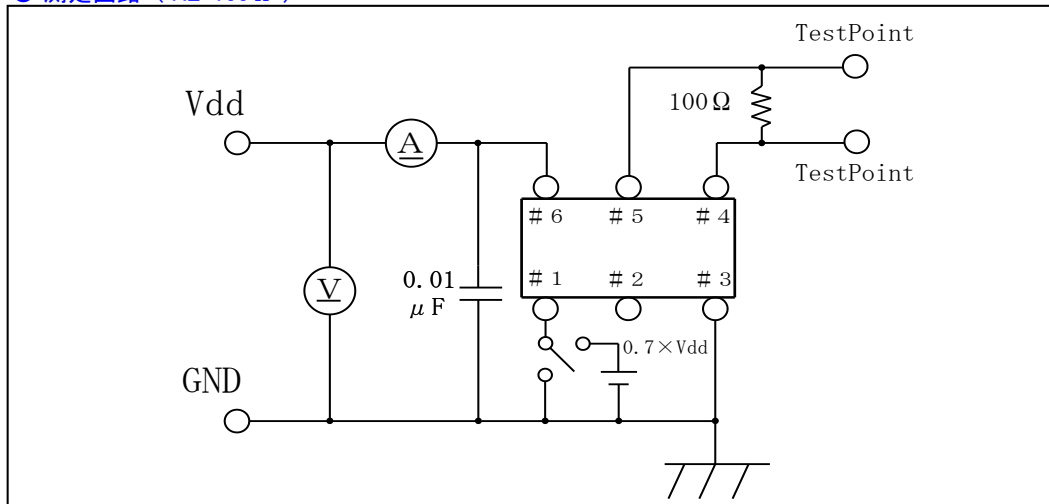 TestPoint
100Ω
Vdd
A
TestPoint
#6 #5 #4
#1 #2 #3
0.01
μF
V
0.7×Vdd
GND